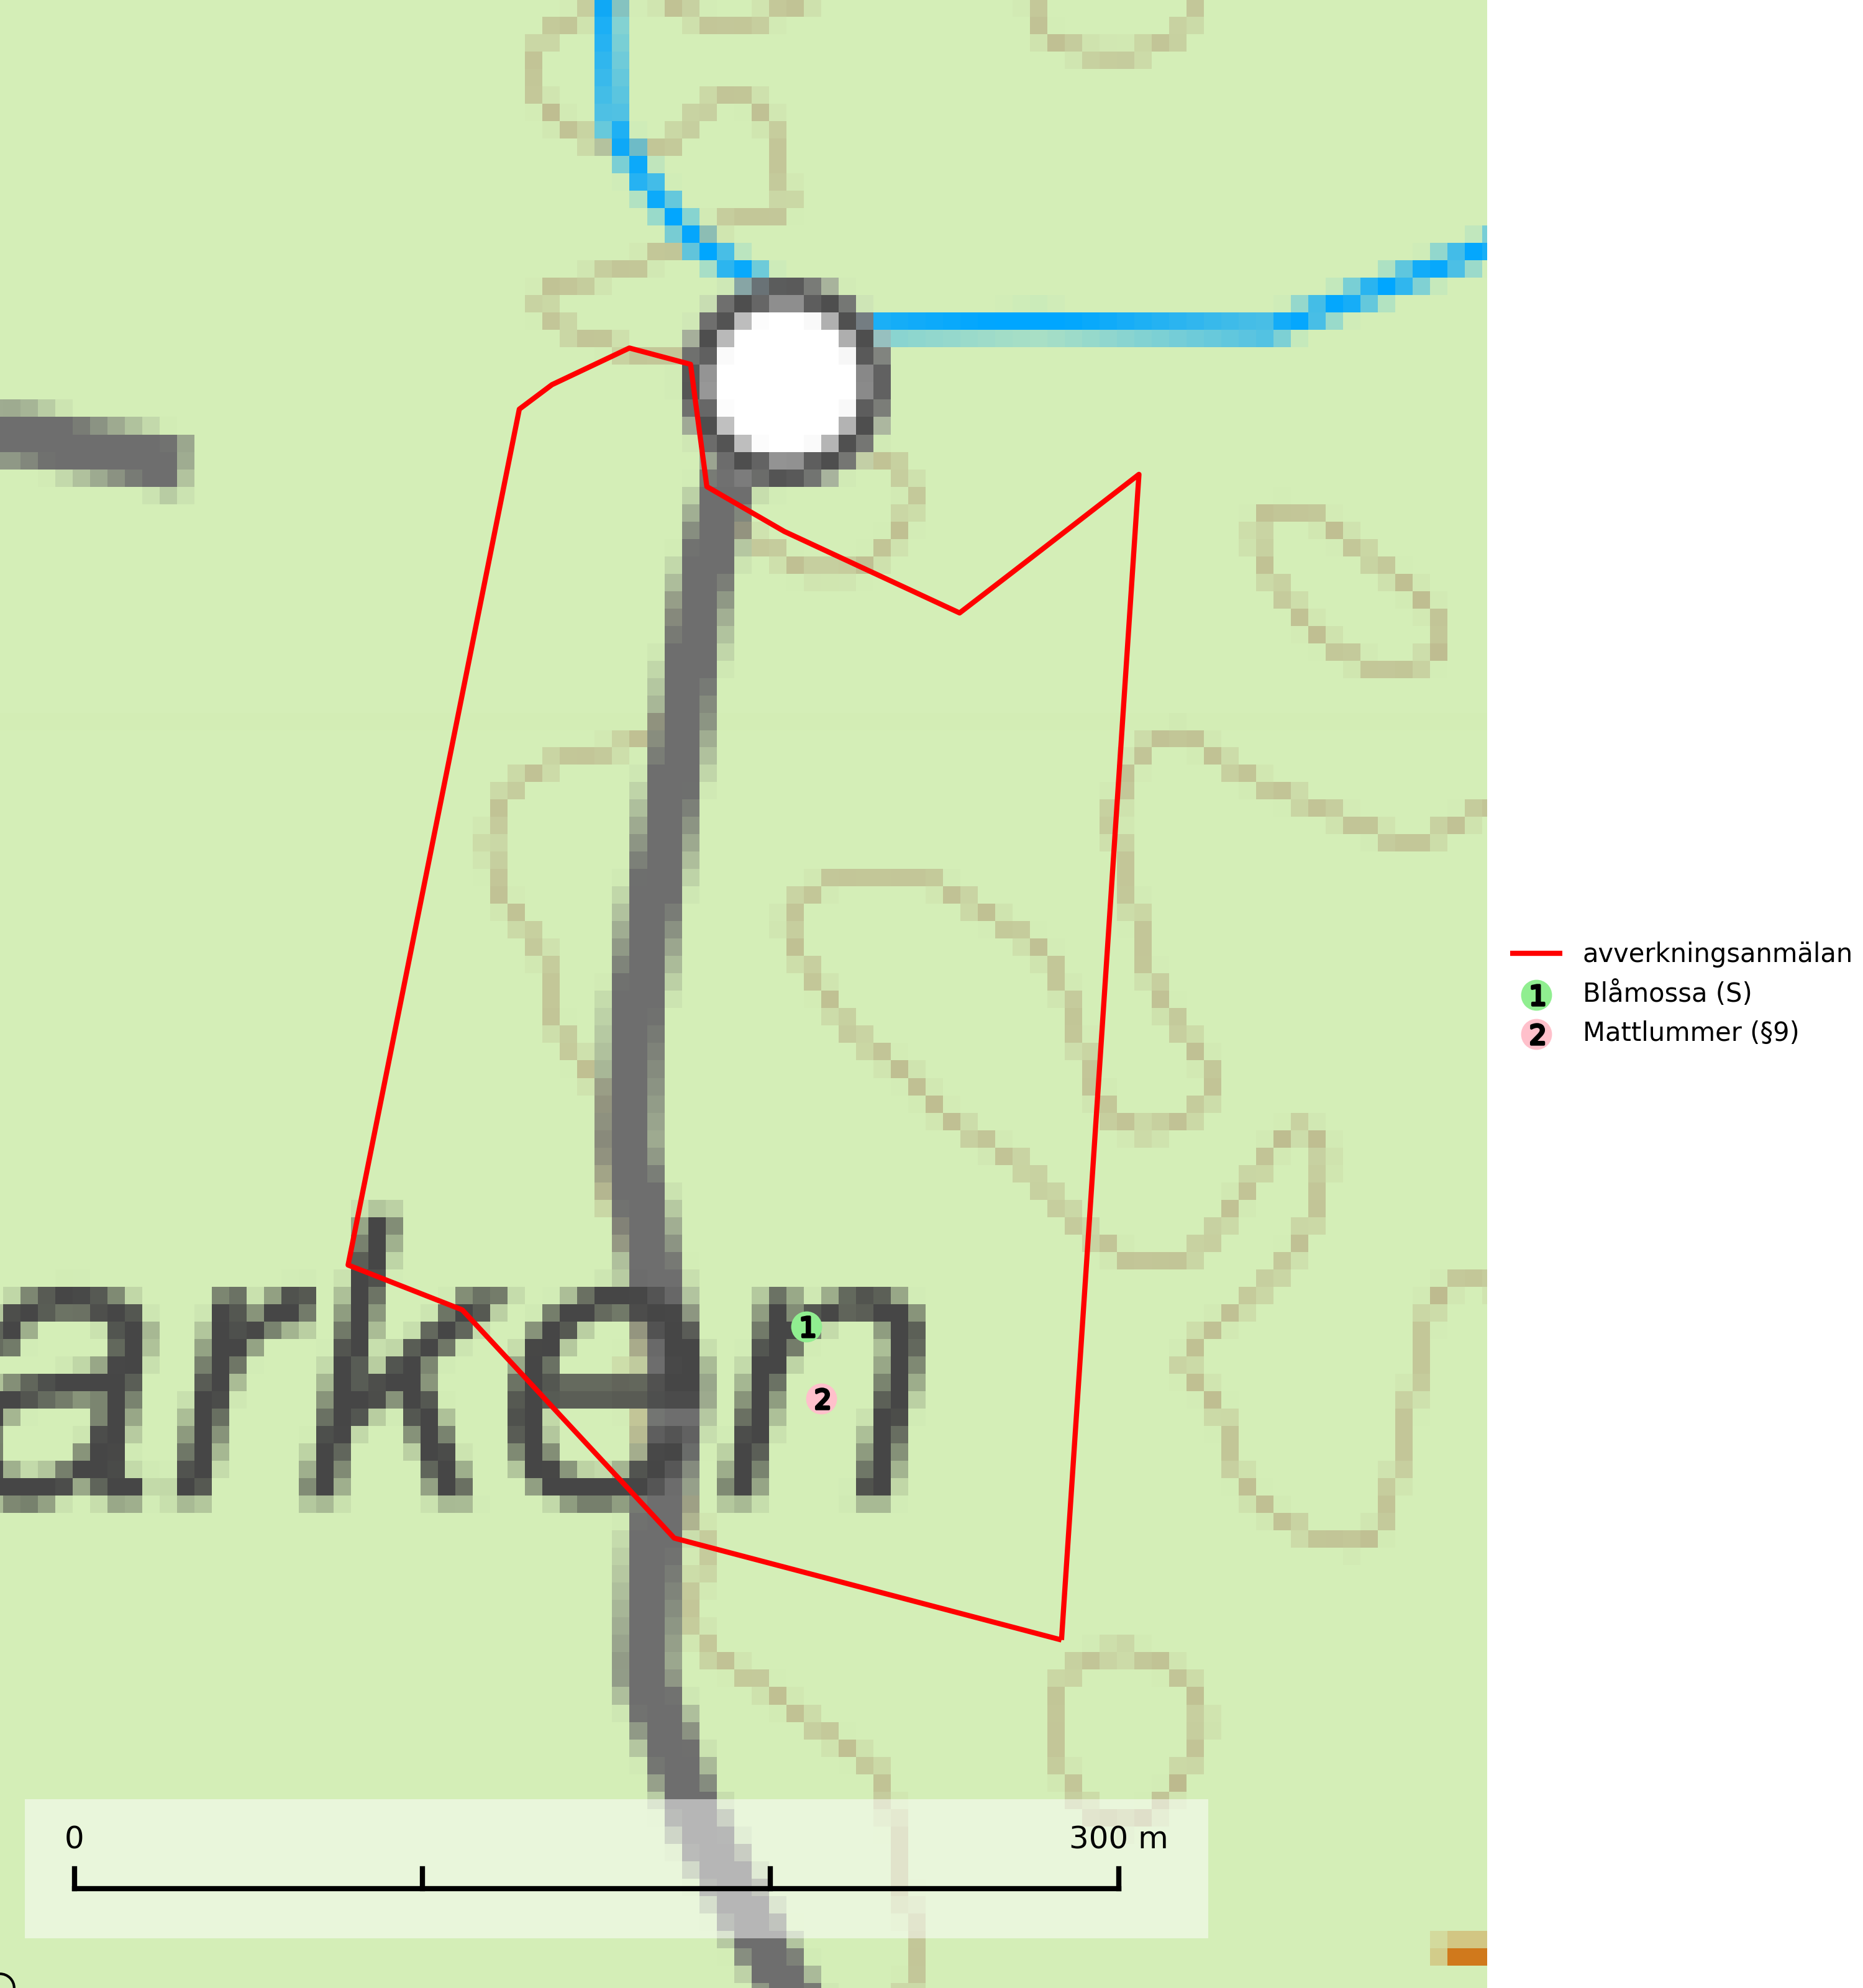 arken
1
2
0 300 m
avverkningsanmälan
1 Blåmossa (S)
2 Mattlummer (§9)